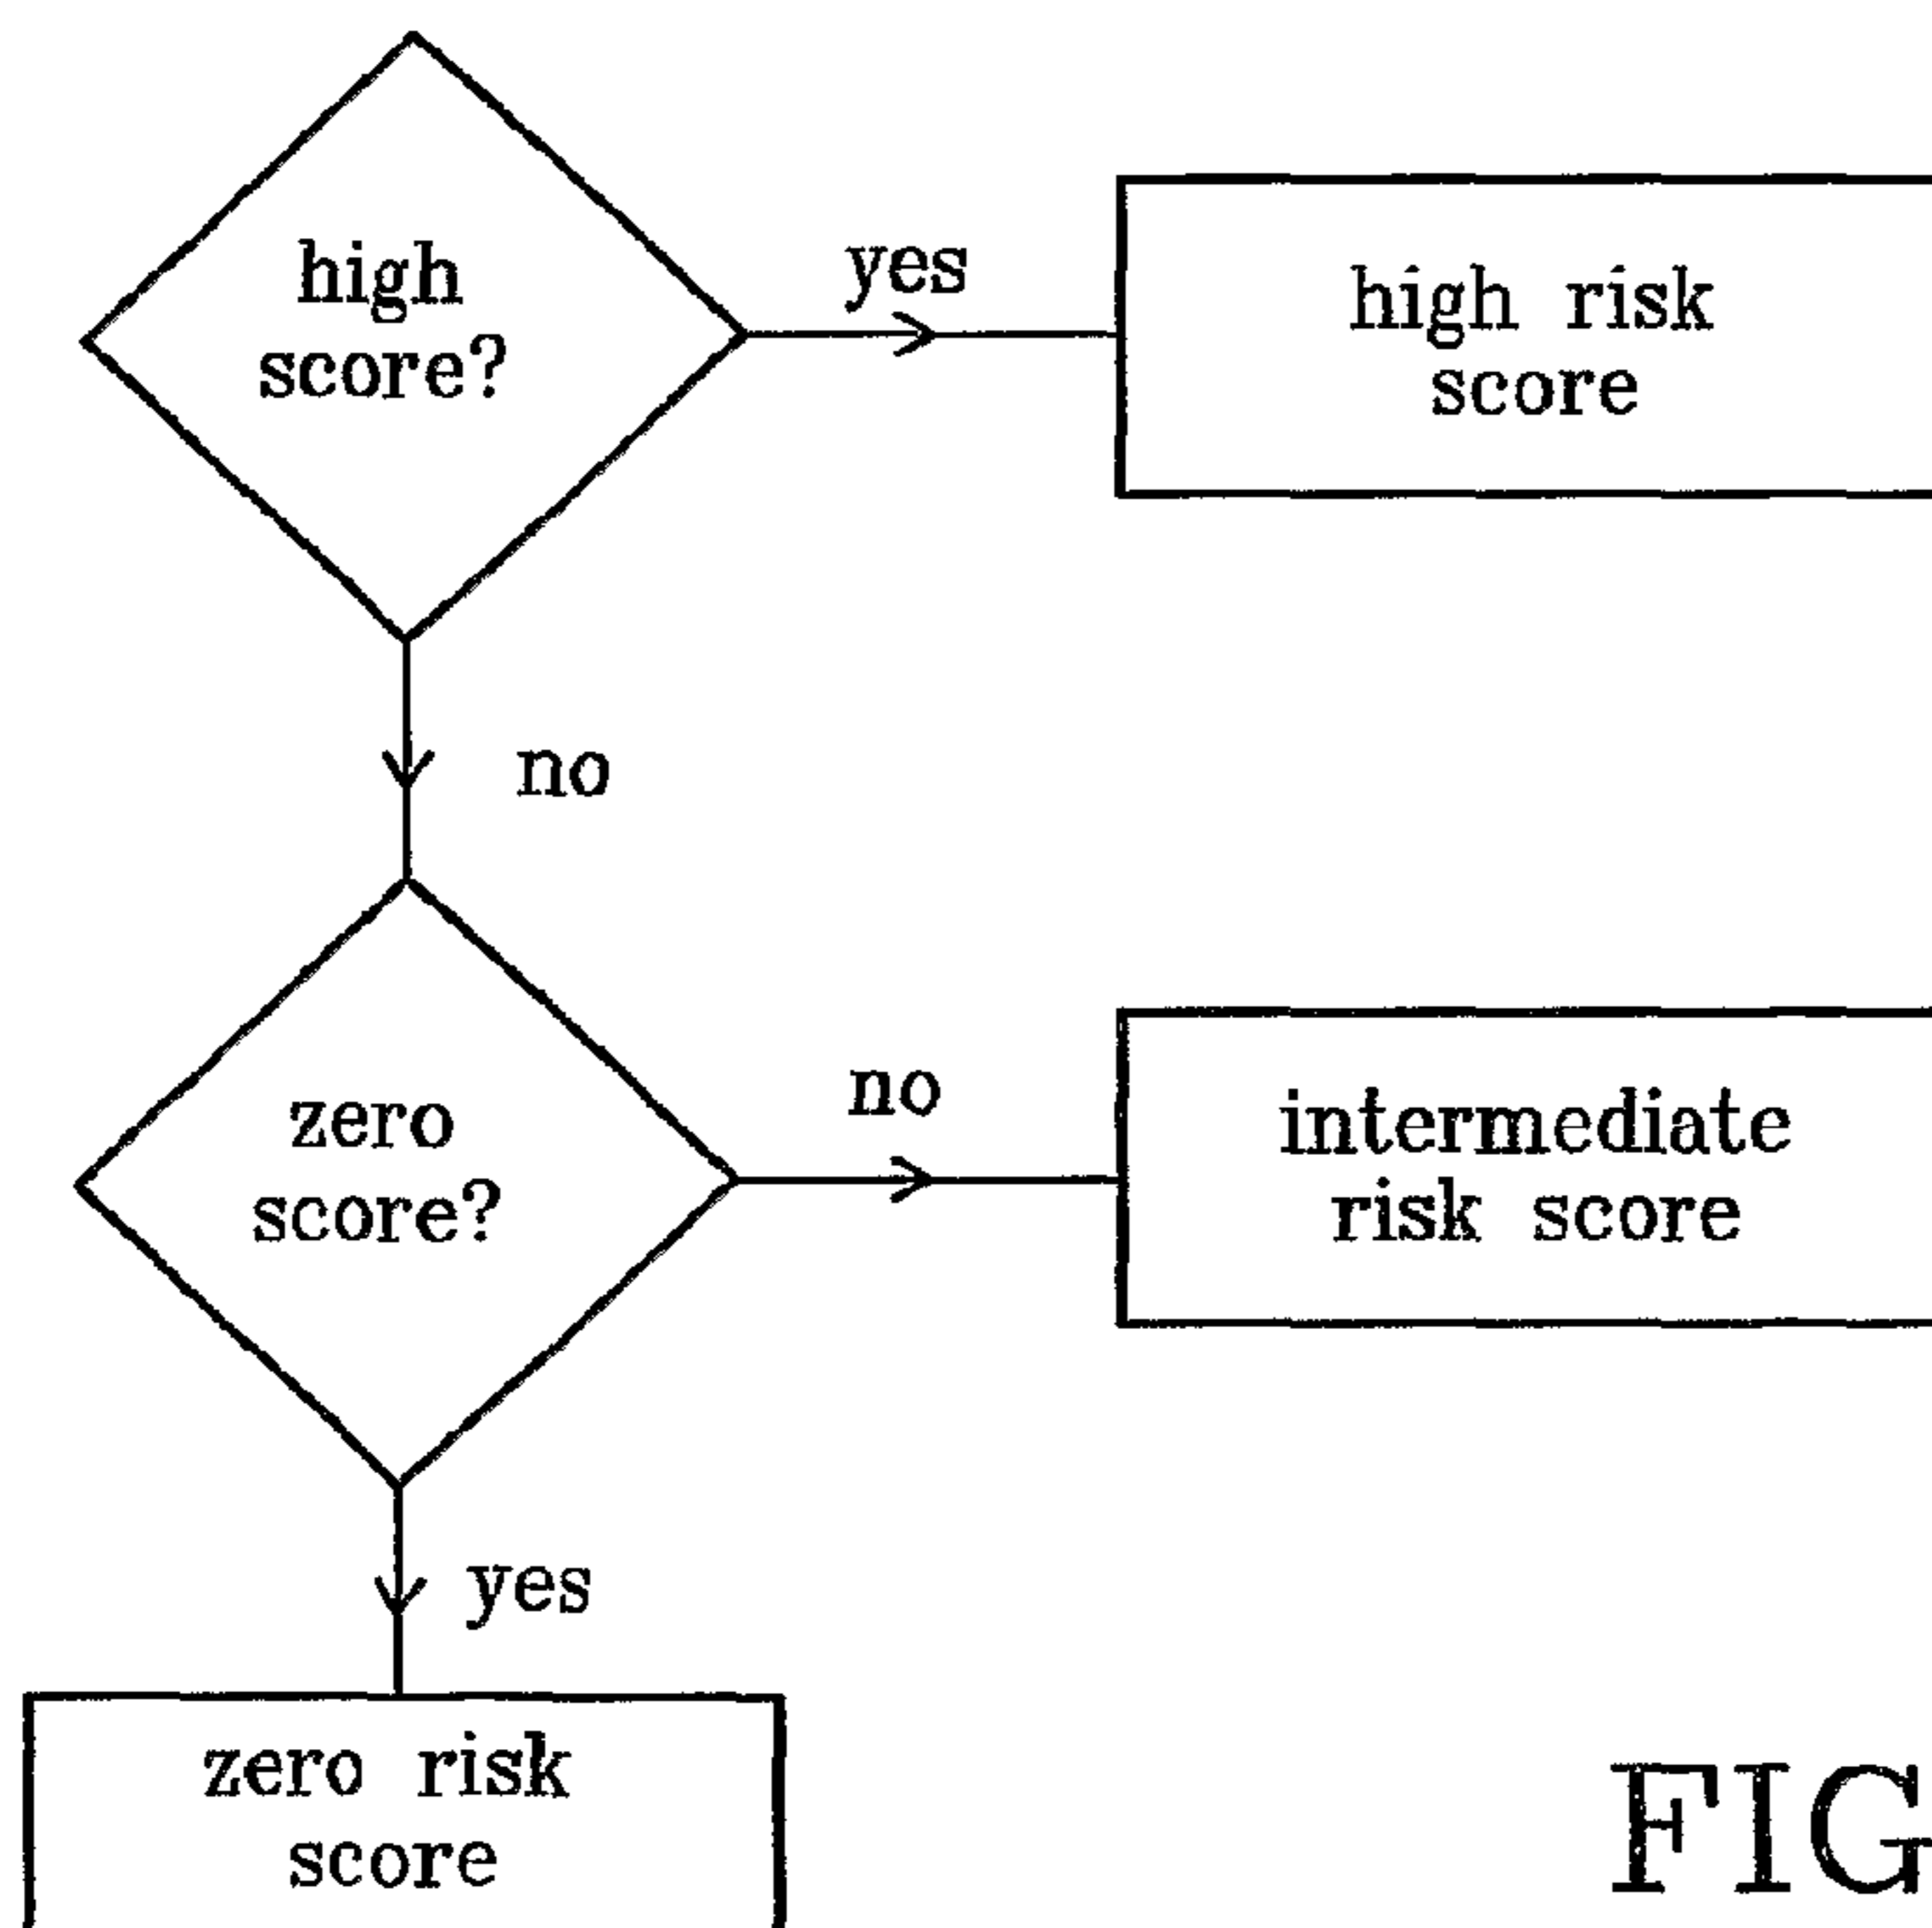 high
score?
yes
high risk
score
no
zero
score?
no
intermediate
risk score
yes
zero risk
score
FIG